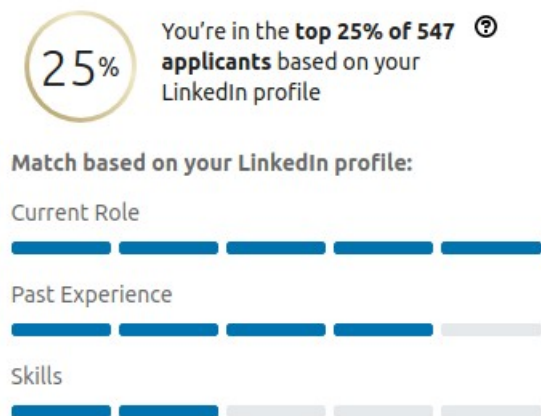 25%
You’re in the top 25% of 547
applicants based on your
LinkedIn profile
Match based on your LinkedIn profile:
Current Role
Past Experience
Skills